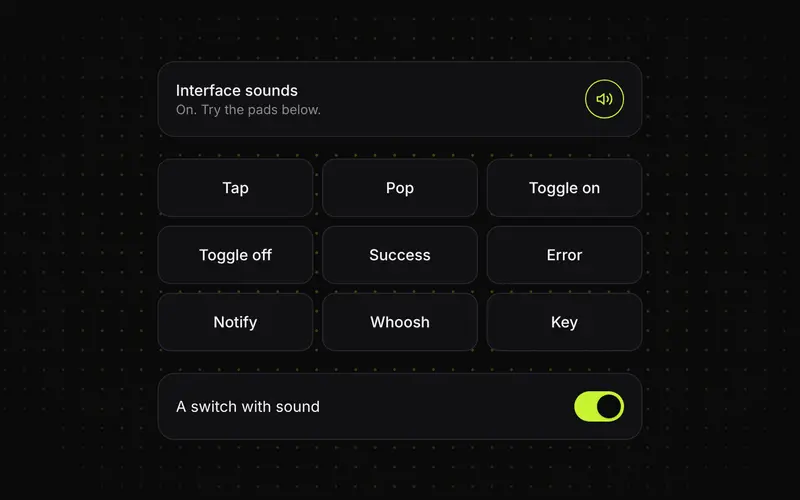 Interface sounds
On. Try the pads below.
Tap
Pop
Toggle on
Toggle off
Success
Error
Notify
Whoosh
Key
A switch with sound